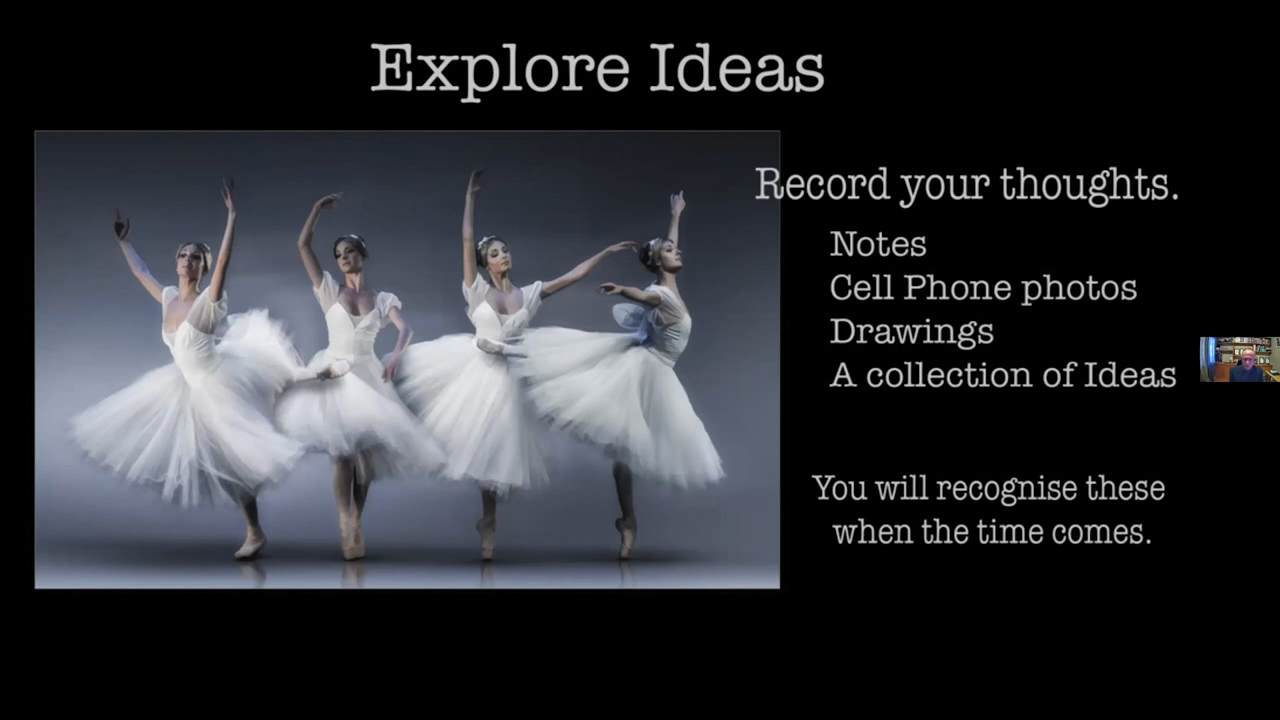 Explore Ideas
Record your thoughts.
Notes
Cell Phone photos
Drawings
A collection of Ideas
You will recognise these
when the time comes.